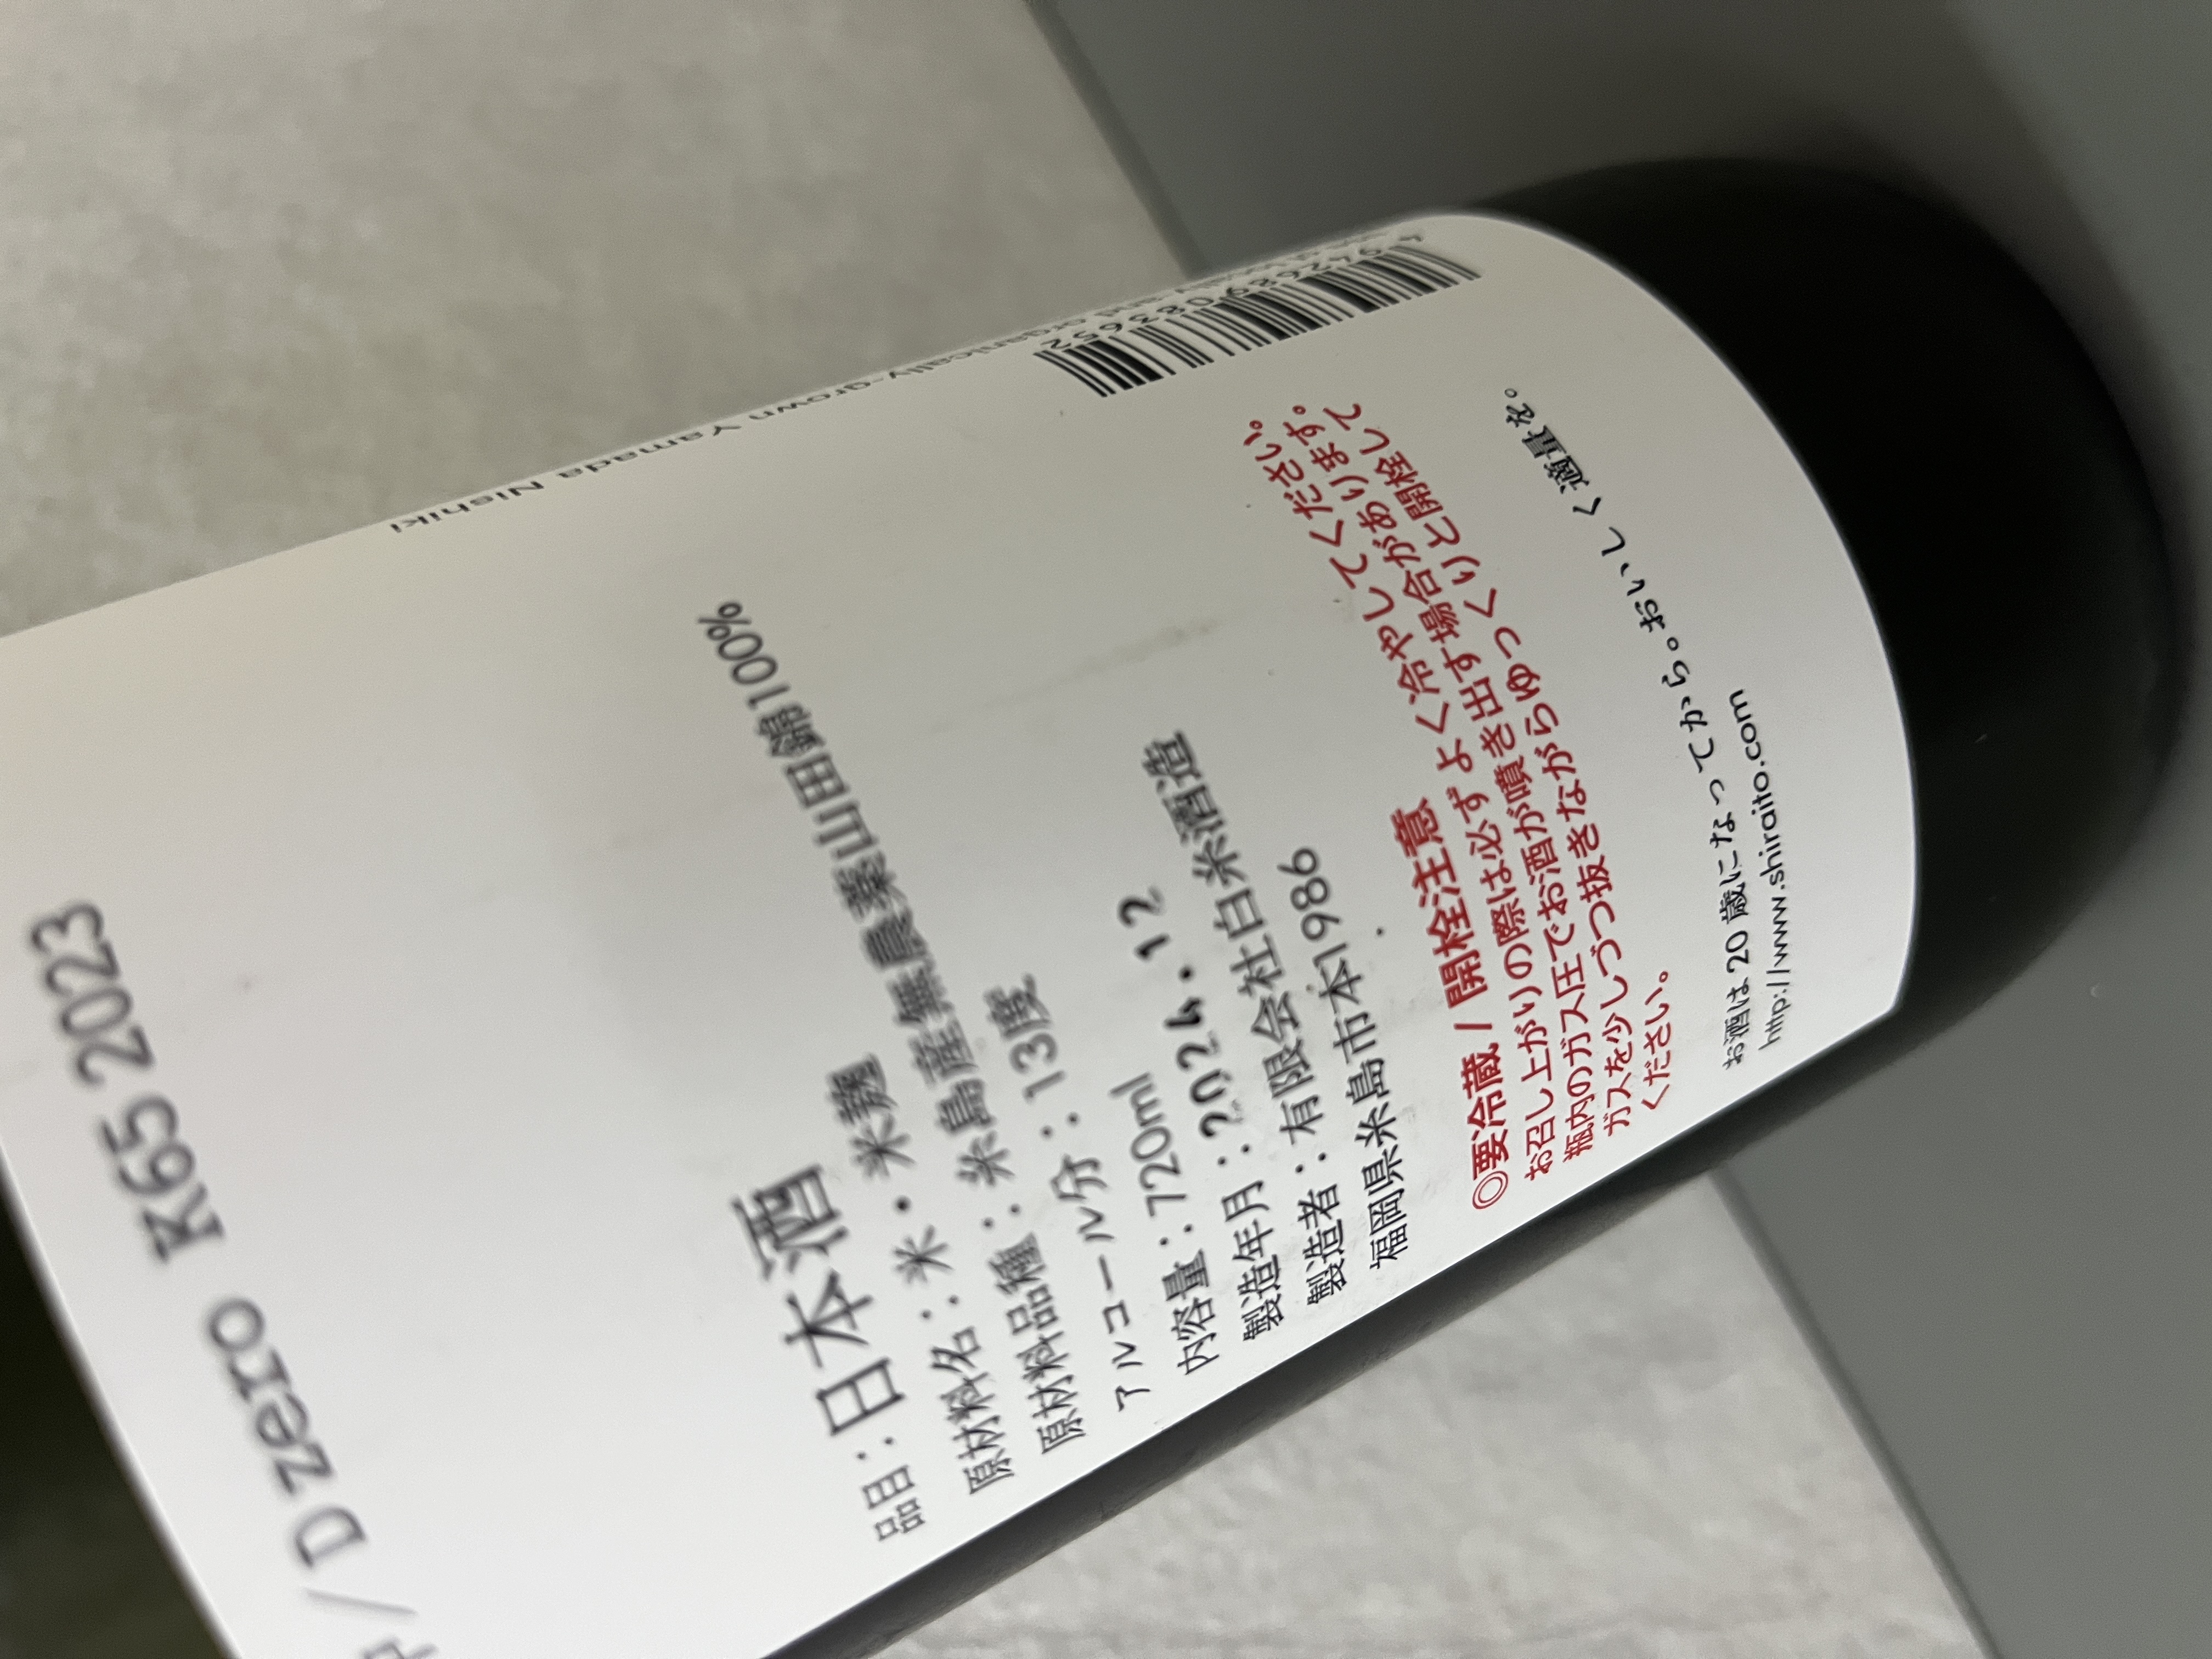 / D zero K65 2023
品目：日本酒
原材料名：米・米麹
原材料品種：糸島産無農薬山田錦100%
アルコール分：13度
内容量：720ml
製造年月：2024.12
製造者：有限会社白糸酒造
福岡県糸島市本1986
◎要冷蔵 / 開栓注意
お召し上がりの際は必ずよく冷やしてください。
瓶内のガス圧でお酒が噴き出す場合があります。
ガスを少しづつ抜きながらゆっくりと開栓して
ください。
お酒は20歳になってから。おいしく適量を。
http://www.shiraito.com
4942689083652
organically-grown Yamada Nishiki